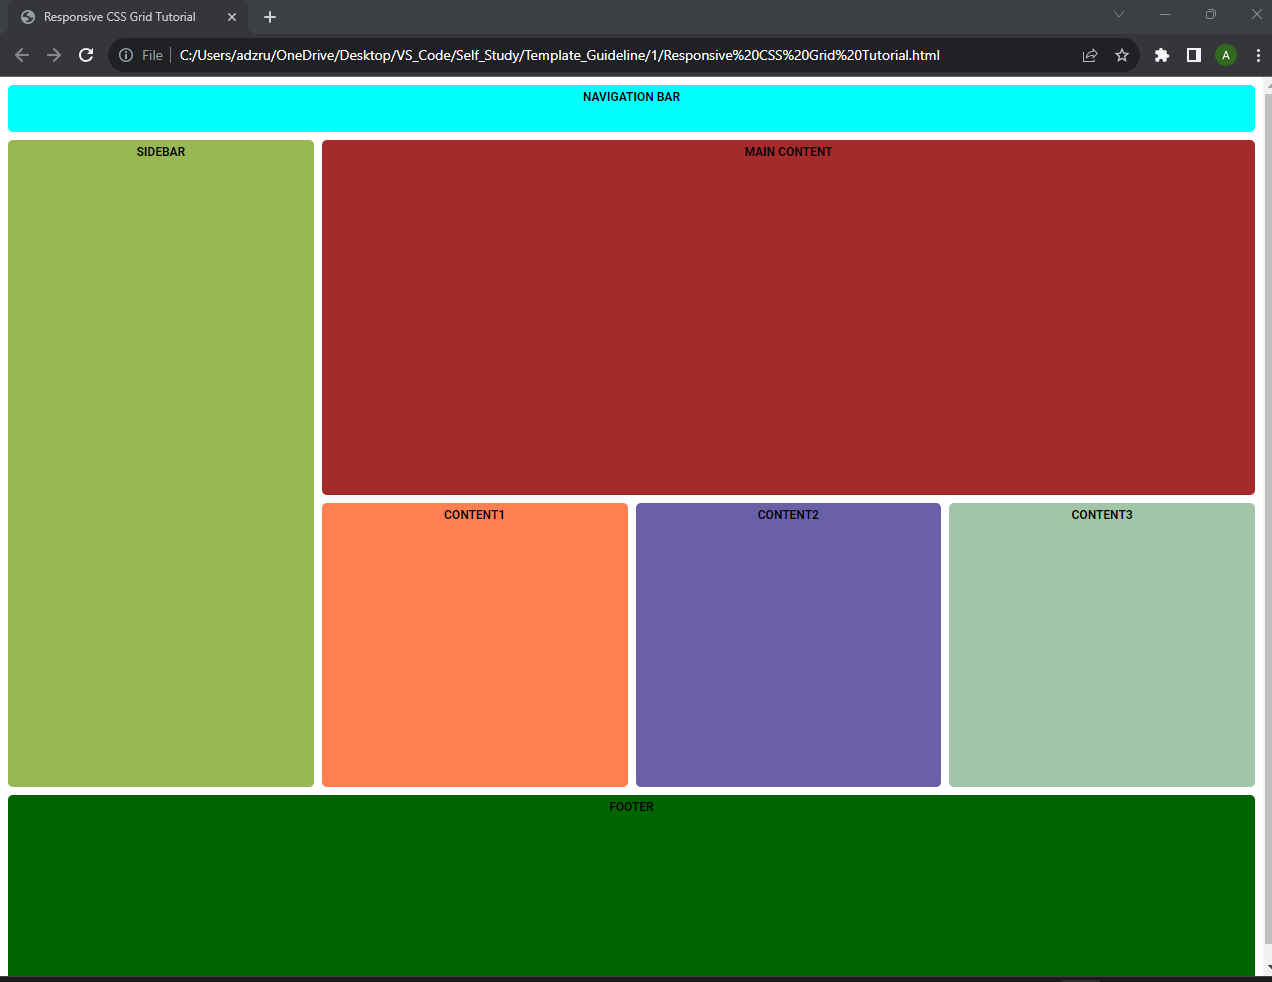 Responsive CSS Grid Tutorial
File
C:/Users/adzru/OneDrive/Desktop/VS_Code/Self_Study/Template_Guideline/1/Responsive%20CSS%20Grid%20Tutorial.html
A
NAVIGATION BAR
SIDEBAR
MAIN CONTENT
CONTENT1
CONTENT2
CONTENT3
FOOTER